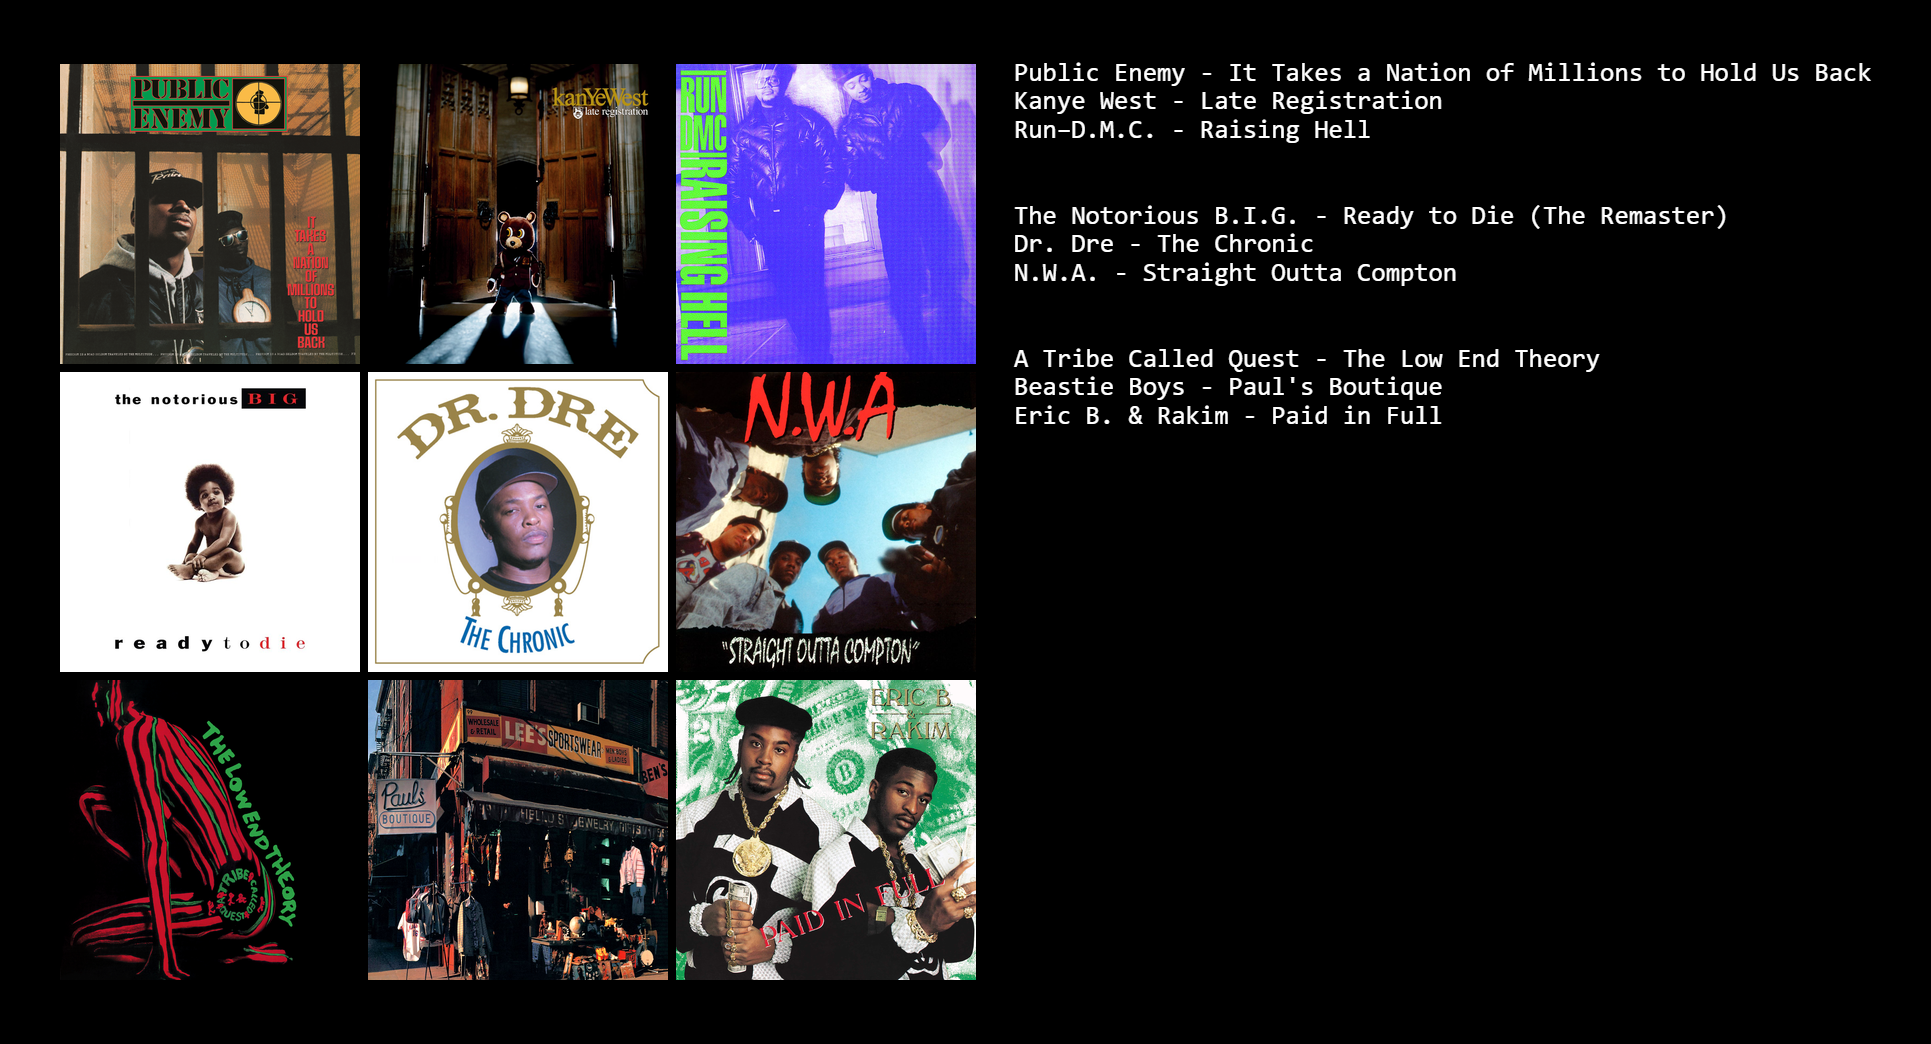 PUBLIC
ENEMY
IT
TAKES
A
NATION
OF
MILLIONS
TO
HOLD
US
BACK
kanYeWest
late registration
RUN
DMC
RAISING HELL
the notorious BIG
ready to die
DR. DRE
THE CHRONIC
N.W.A
"STRAIGHT OUTTA COMPTON"
THE LOW END THEORY
A TRIBE CALLED QUEST
WHOLESALE
& RETAIL
LEE'S SPORTSWEAR
MEN, BOYS
& LADIES
BEN'S
Paul's
BOUTIQUE
ERIC B.
&
RAKIM
PAID IN FULL
Public Enemy - It Takes a Nation of Millions to Hold Us Back
Kanye West - Late Registration
Run–D.M.C. - Raising Hell
The Notorious B.I.G. - Ready to Die (The Remaster)
Dr. Dre - The Chronic
N.W.A. - Straight Outta Compton
A Tribe Called Quest - The Low End Theory
Beastie Boys - Paul's Boutique
Eric B. & Rakim - Paid in Full